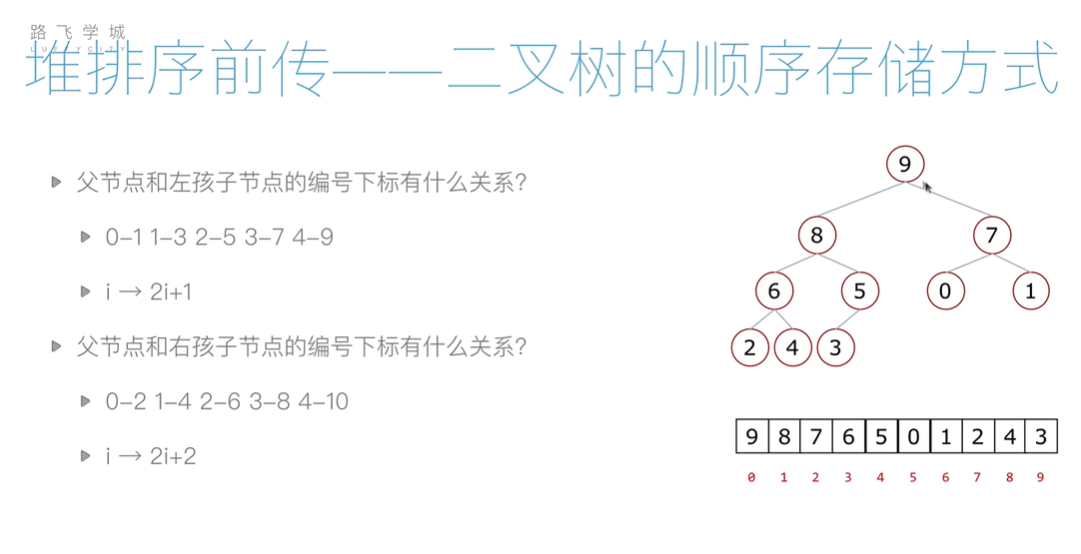 路飞学城
LUFFYCITY
堆排序前传——二叉树的顺序存储方式
父节点和左孩子节点的编号下标有什么关系?
0–1 1–3 2–5 3–7 4–9
i → 2i+1
父节点和右孩子节点的编号下标有什么关系?
0–2 1–4 2–6 3–8 4–10
i → 2i+2
9
8 7
6 5 0 1
2 4 3
9 8 7 6 5 0 1 2 4 3
0 1 2 3 4 5 6 7 8 9